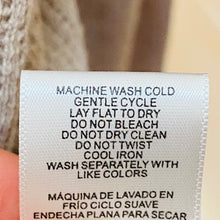 MACHINE WASH COLD
GENTLE CYCLE
LAY FLAT TO DRY
DO NOT BLEACH
DO NOT DRY CLEAN
DO NOT TWIST
COOL IRON
WASH SEPARATELY WITH
LIKE COLORS
MÁQUINA DE LAVADO EN
FRÍO CICLO SUAVE
ENDECHA PLANA PARA SECAR